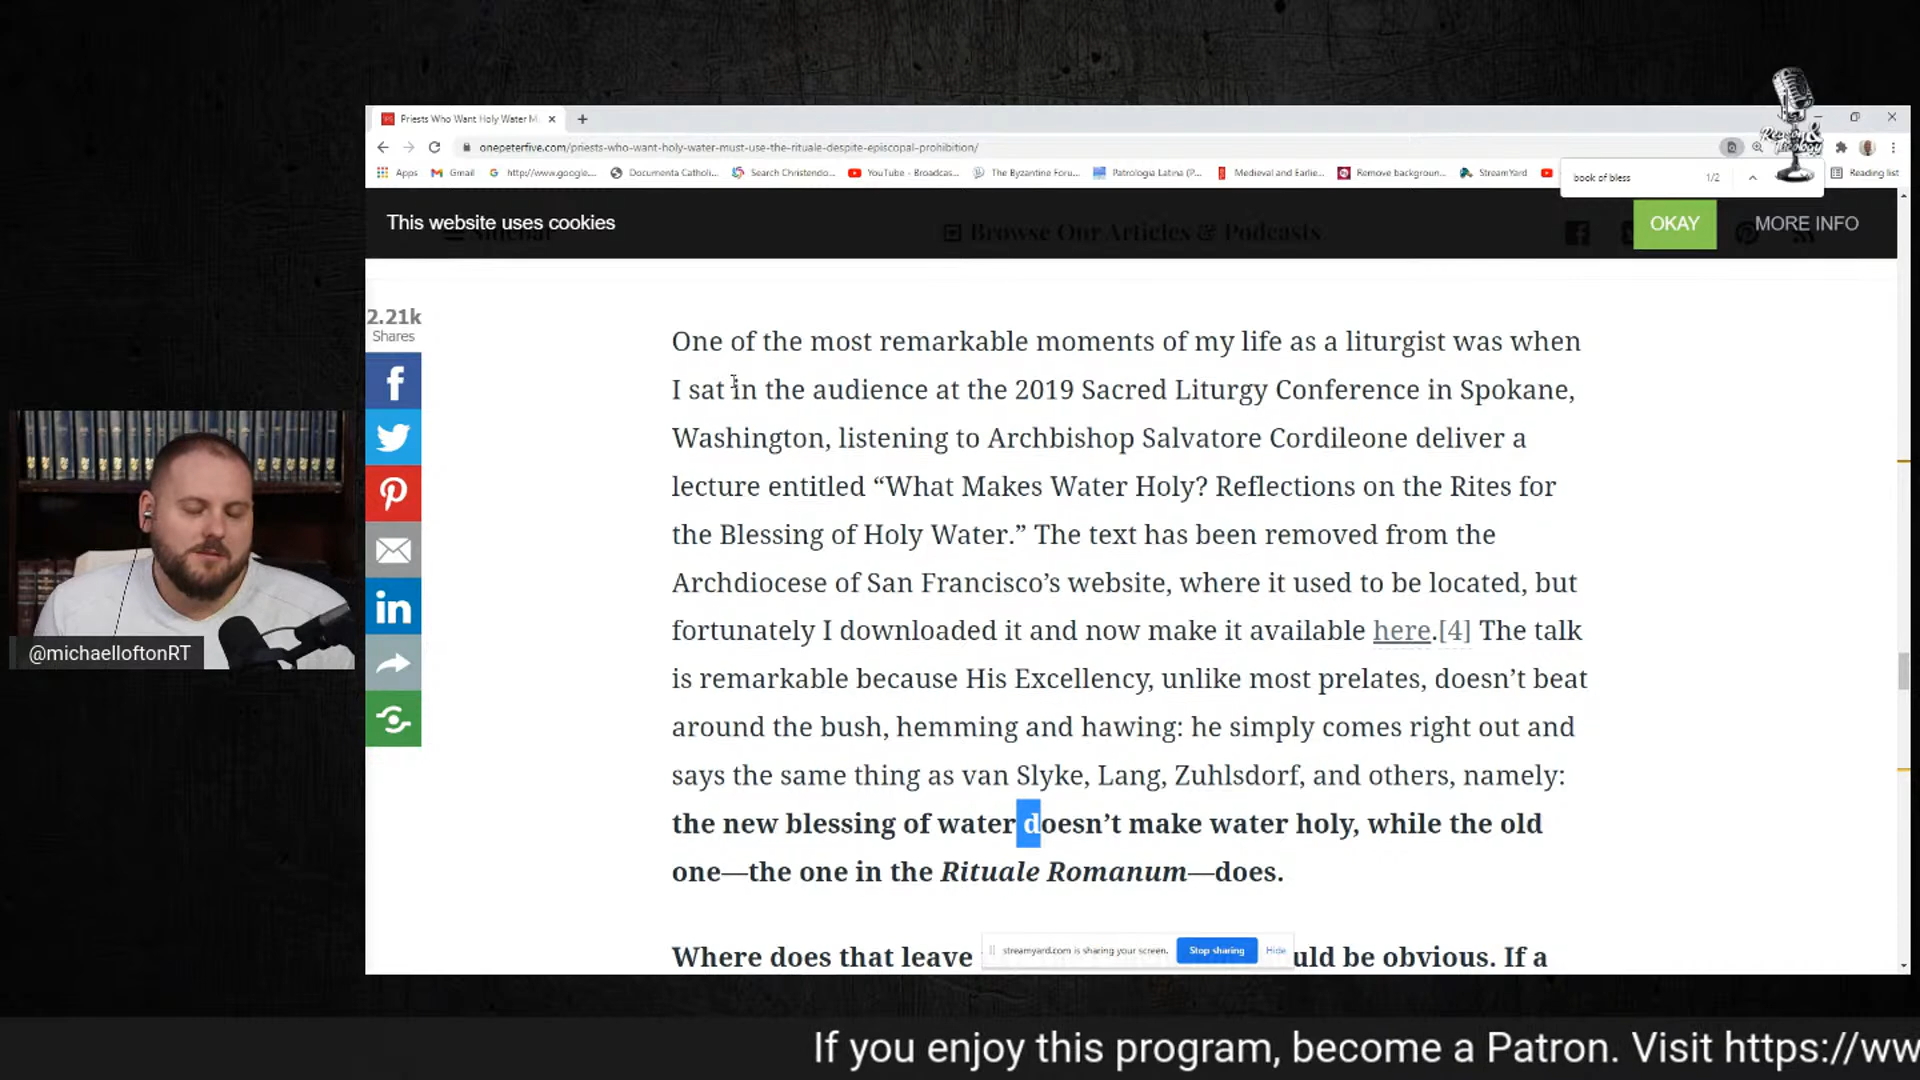 Priests Who Want Holy Water M
onepeterfive.com/priests-who-want-holy-water-must-use-the-rituale-despite-episcopal-prohibition/
Reason & Theology
Apps Gmail http://www.google... Documenta Catholi... Search Christendo... YouTube - Broadcas... The Byzantine Foru... Patrologia Latina (P... Medieval and Earlie... Remove backgroun... StreamYard Reading list
book of bless 1/2
This website uses cookies
OKAY MORE INFO
Sidebar Browse Our Articles & Podcasts
2.21k
Shares
One of the most remarkable moments of my life as a liturgist was when
I sat in the audience at the 2019 Sacred Liturgy Conference in Spokane,
Washington, listening to Archbishop Salvatore Cordileone deliver a
lecture entitled “What Makes Water Holy? Reflections on the Rites for
the Blessing of Holy Water.” The text has been removed from the
Archdiocese of San Francisco’s website, where it used to be located, but
fortunately I downloaded it and now make it available here.[4] The talk
is remarkable because His Excellency, unlike most prelates, doesn’t beat
around the bush, hemming and hawing: he simply comes right out and
says the same thing as van Slyke, Lang, Zuhlsdorf, and others, namely:
the new blessing of water doesn’t make water holy, while the old
one—the one in the Rituale Romanum—does.
Where does that leave uld be obvious. If a
streamyard.com is sharing your screen. Stop sharing Hide
@michaelloftonRT
If you enjoy this program, become a Patron. Visit https://ww